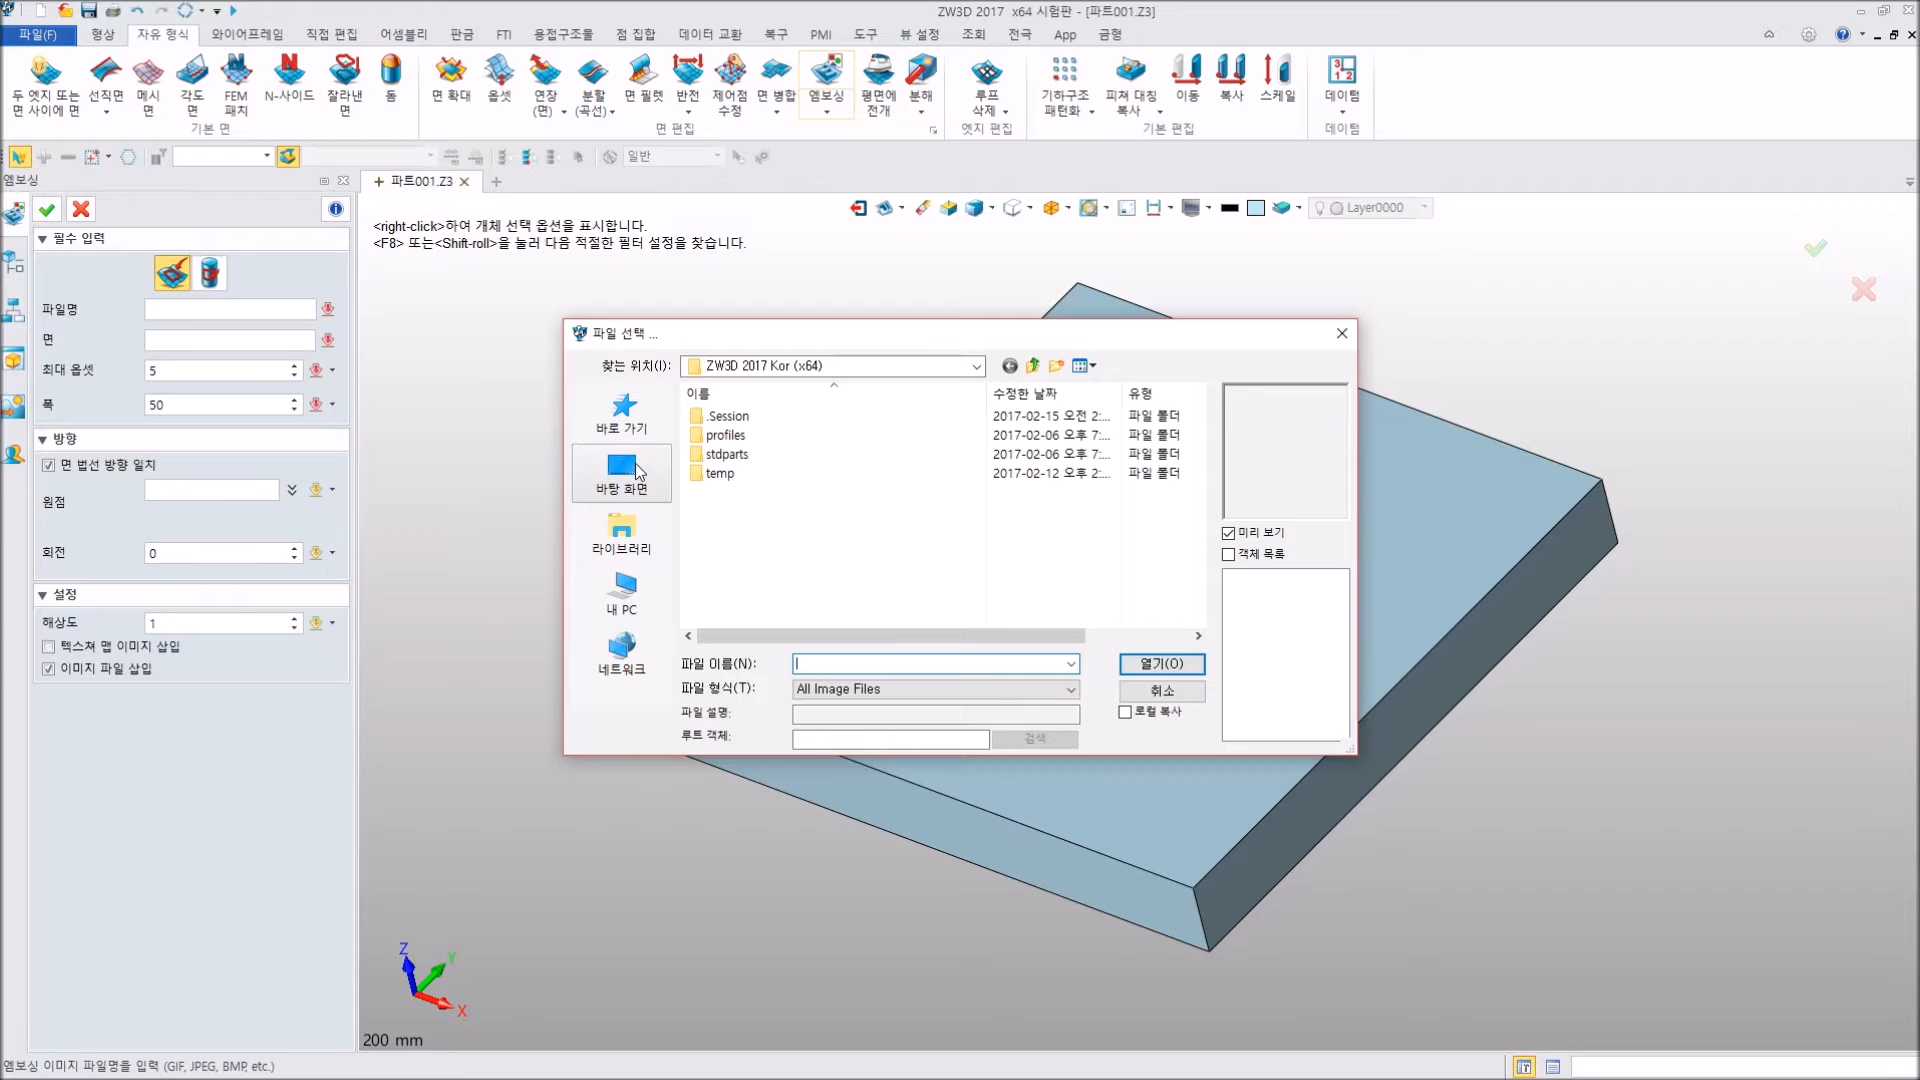 ZW3D 2017 x64 시험판 - [파트001.Z3]
파일(F) 형상 자유 형식 와이어프레임 직접 편집 어셈블리 판금 FTI 용접구조물 점 집합 데이터 교환 복구 PMI 도구 뷰 설정 조회 전극 App 금형
두 엣지 또는 면 사이에 면
선직면
메시 면
각도 면
FEM 패치
N-사이드
잘라낸 면
돔
면 확대
옵셋
연장 (면)
분할 (곡선)
면 필렛
반전
제어점 수정
면 병합
엠보싱
평면에 전개
분해
루프 삭제
기하구조 패턴화
피쳐 대칭 복사
이동
복사
스케일
데이텀
기본 면
면 편집
엣지 편집
기본 편집
데이텀
일반
엠보싱
파트001.Z3
<right-click>하여 개체 선택 옵션을 표시합니다.
<F8> 또는<Shift-roll>을 눌러 다음 적절한 필터 설정을 찾습니다.
Layer0000
필수 입력
파일명
면
최대 옵셋 5
폭 50
방향
면 법선 방향 일치
원점
회전 0
설정
해상도 1
텍스쳐 맵 이미지 삽입
이미지 파일 삽입
파일 선택 ...
찾는 위치(I): ZW3D 2017 Kor (x64)
바로 가기
바탕 화면
라이브러리
내 PC
네트워크
이름 수정한 날짜 유형
.Session 2017-02-15 오전 2:... 파일 폴더
profiles 2017-02-06 오후 7:... 파일 폴더
stdparts 2017-02-06 오후 7:... 파일 폴더
temp 2017-02-12 오후 2:... 파일 폴더
미리 보기
객체 목록
파일 이름(N): 열기(O)
파일 형식(T): All Image Files 취소
파일 설명: 로컬 복사
루트 객체: 검색
Z
Y
X
200 mm
엠보싱 이미지 파일명을 입력 (GIF, JPEG, BMP, etc.)